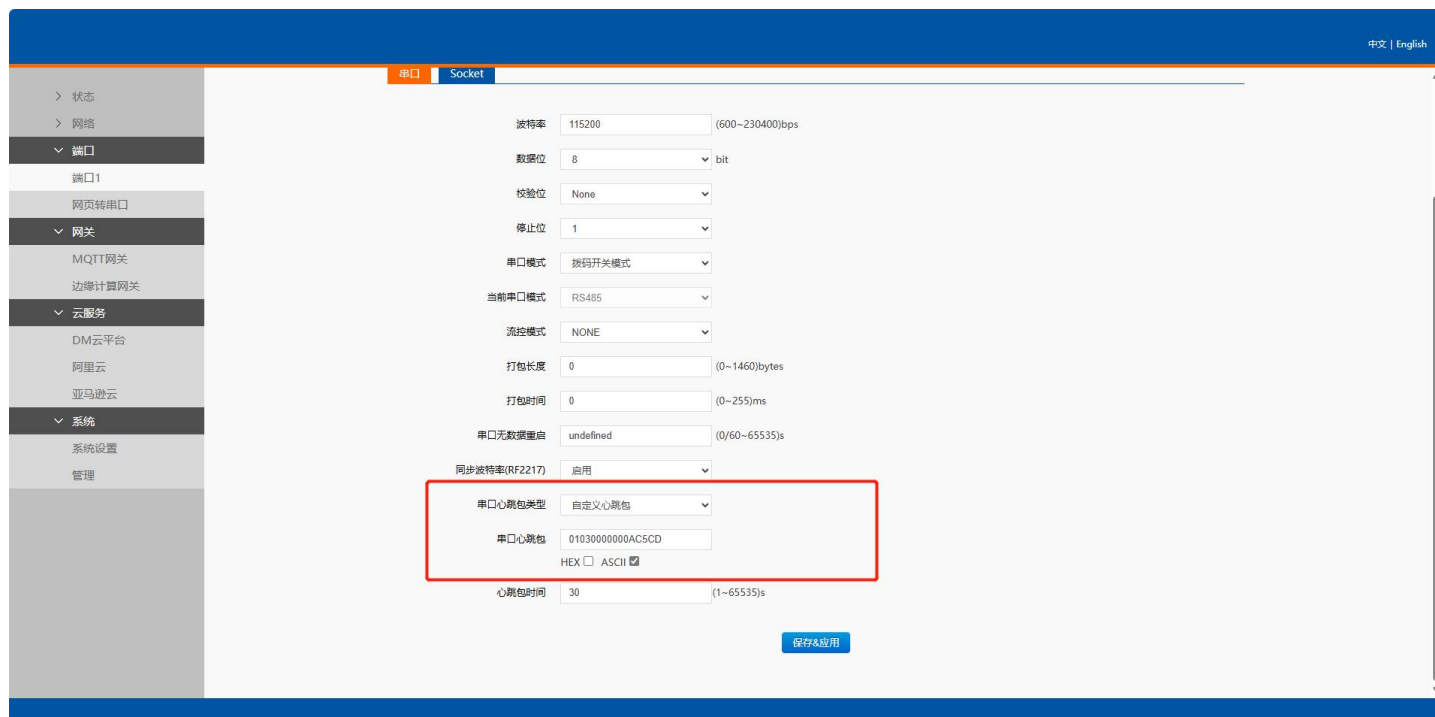 中文 | English
串口 Socket
状态
网络
端口
端口1
网页转串口
网关
MQTT网关
边缘计算网关
云服务
DM云平台
阿里云
亚马逊云
系统
系统设置
管理
波特率 115200 (600~230400)bps
数据位 8 bit
校验位 None
停止位 1
串口模式 拨码开关模式
当前串口模式 RS485
流控模式 NONE
打包长度 0 (0~1460)bytes
打包时间 0 (0~255)ms
串口无数据重启 undefined (0/60~65535)s
同步波特率(RF2217) 启用
串口心跳包类型 自定义心跳包
串口心跳包 01030000000AC5CD
HEX ASCII
心跳包时间 30 (1~65535)s
保存&应用